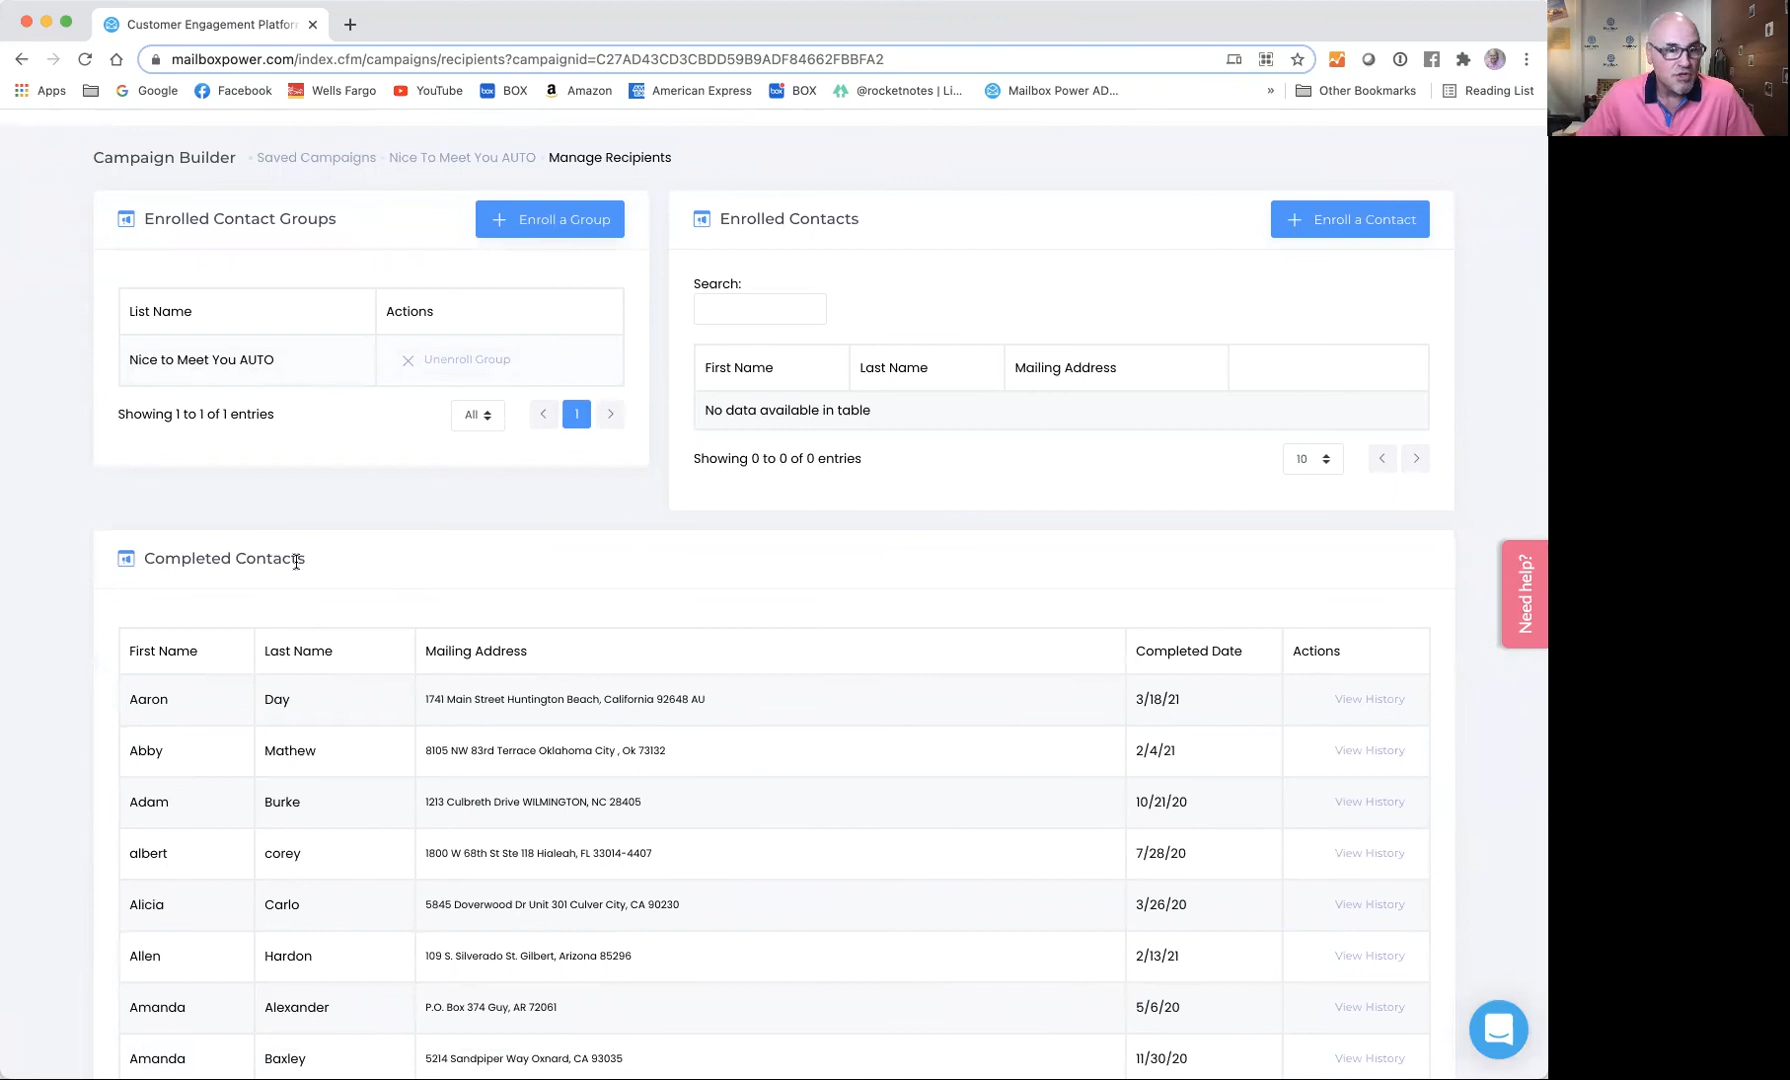 Customer Engagement Platfor
mailboxpower.com/index.cfm/campaigns/recipients?campaignid=C27AD43CD3CBDD59B9ADF84662FBBFA2
Apps Google Facebook Wells Fargo YouTube BOX Amazon American Express BOX @rocketnotes | Li... Mailbox Power AD... » Other Bookmarks Reading List
Campaign Builder Saved Campaigns Nice To Meet You AUTO Manage Recipients
Enrolled Contact Groups
+ Enroll a Group
List Name Actions
Nice to Meet You AUTO Unenroll Group
Showing 1 to 1 of 1 entries All 1
Enrolled Contacts
+ Enroll a Contact
Search:
First Name Last Name Mailing Address
No data available in table
Showing 0 to 0 of 0 entries 10
Completed Contacts
First Name Last Name Mailing Address Completed Date Actions
Aaron Day 1741 Main Street Huntington Beach, California 92648 AU 3/18/21 View History
Abby Mathew 8105 NW 83rd Terrace Oklahoma City , Ok 73132 2/4/21 View History
Adam Burke 1213 Culbreth Drive WILMINGTON, NC 28405 10/21/20 View History
albert corey 1800 W 68th St Ste 118 Hialeah, FL 33014-4407 7/28/20 View History
Alicia Carlo 5845 Doverwood Dr Unit 301 Culver City, CA 90230 3/26/20 View History
Allen Hardon 109 S. Silverado St. Gilbert, Arizona 85296 2/13/21 View History
Amanda Alexander P.O. Box 374 Guy, AR 72061 5/6/20 View History
Amanda Baxley 5214 Sandpiper Way Oxnard, CA 93035 11/30/20 View History
Need help?